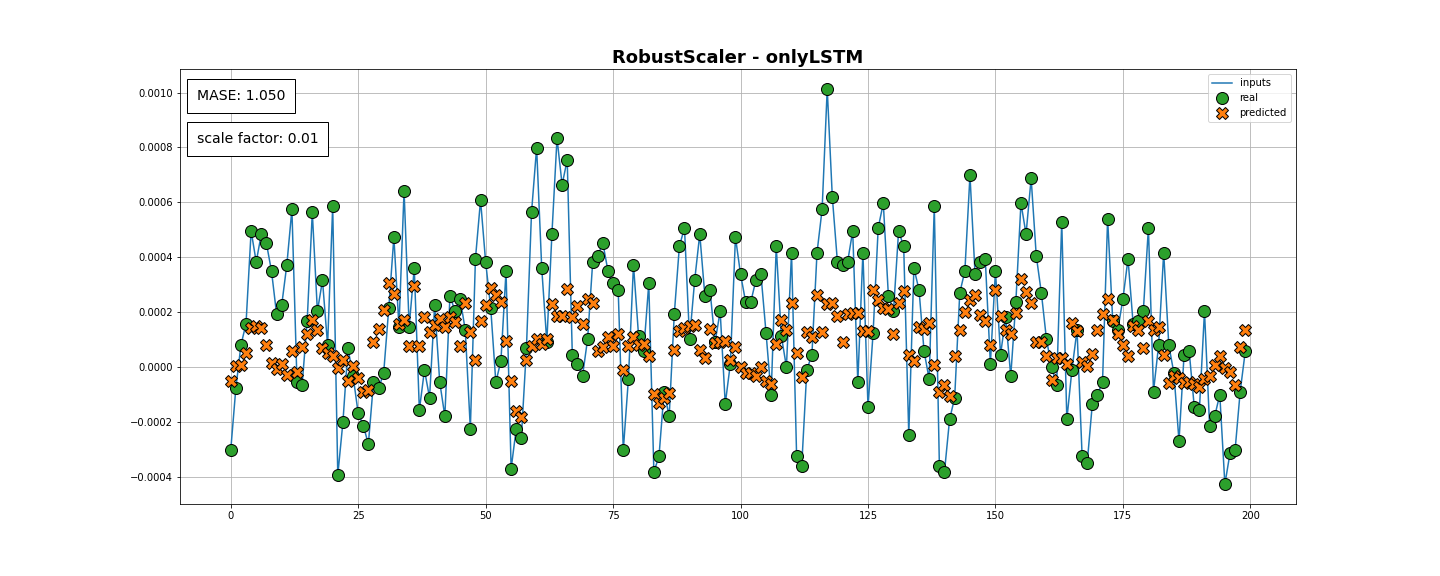 RobustScaler - onlyLSTM
MASE: 1.050
scale factor: 0.01
inputs
real
predicted
0.0010
0.0008
0.0006
0.0004
0.0002
0.0000
−0.0002
−0.0004
0 25 50 75 100 125 150 175 200